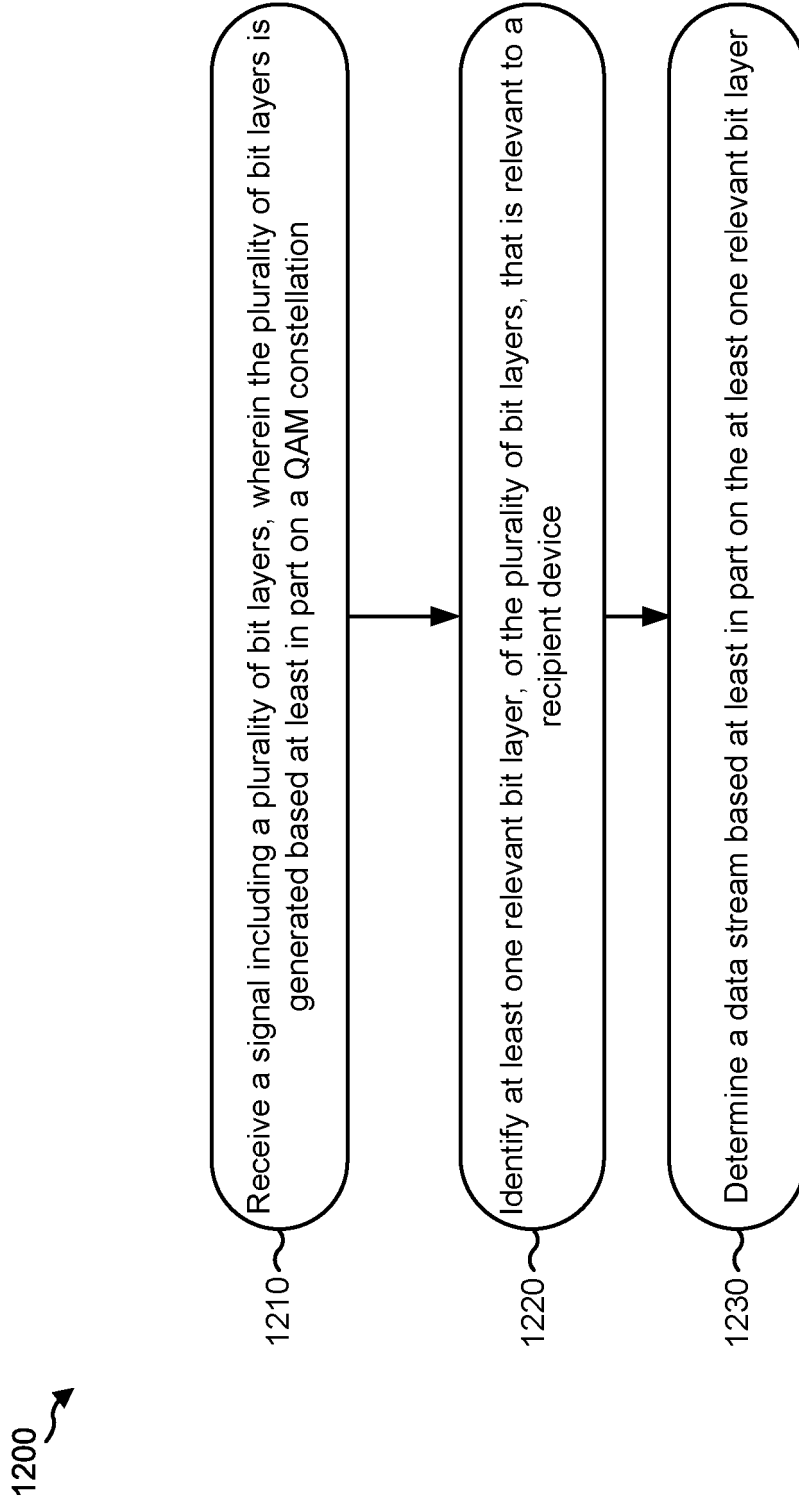 1200
1210
Receive a signal including a plurality of bit layers, wherein the plurality of bit layers is
generated based at least in part on a QAM constellation
1220
Identify at least one relevant bit layer, of the plurality of bit layers, that is relevant to a
recipient device
1230
Determine a data stream based at least in part on the at least one relevant bit layer